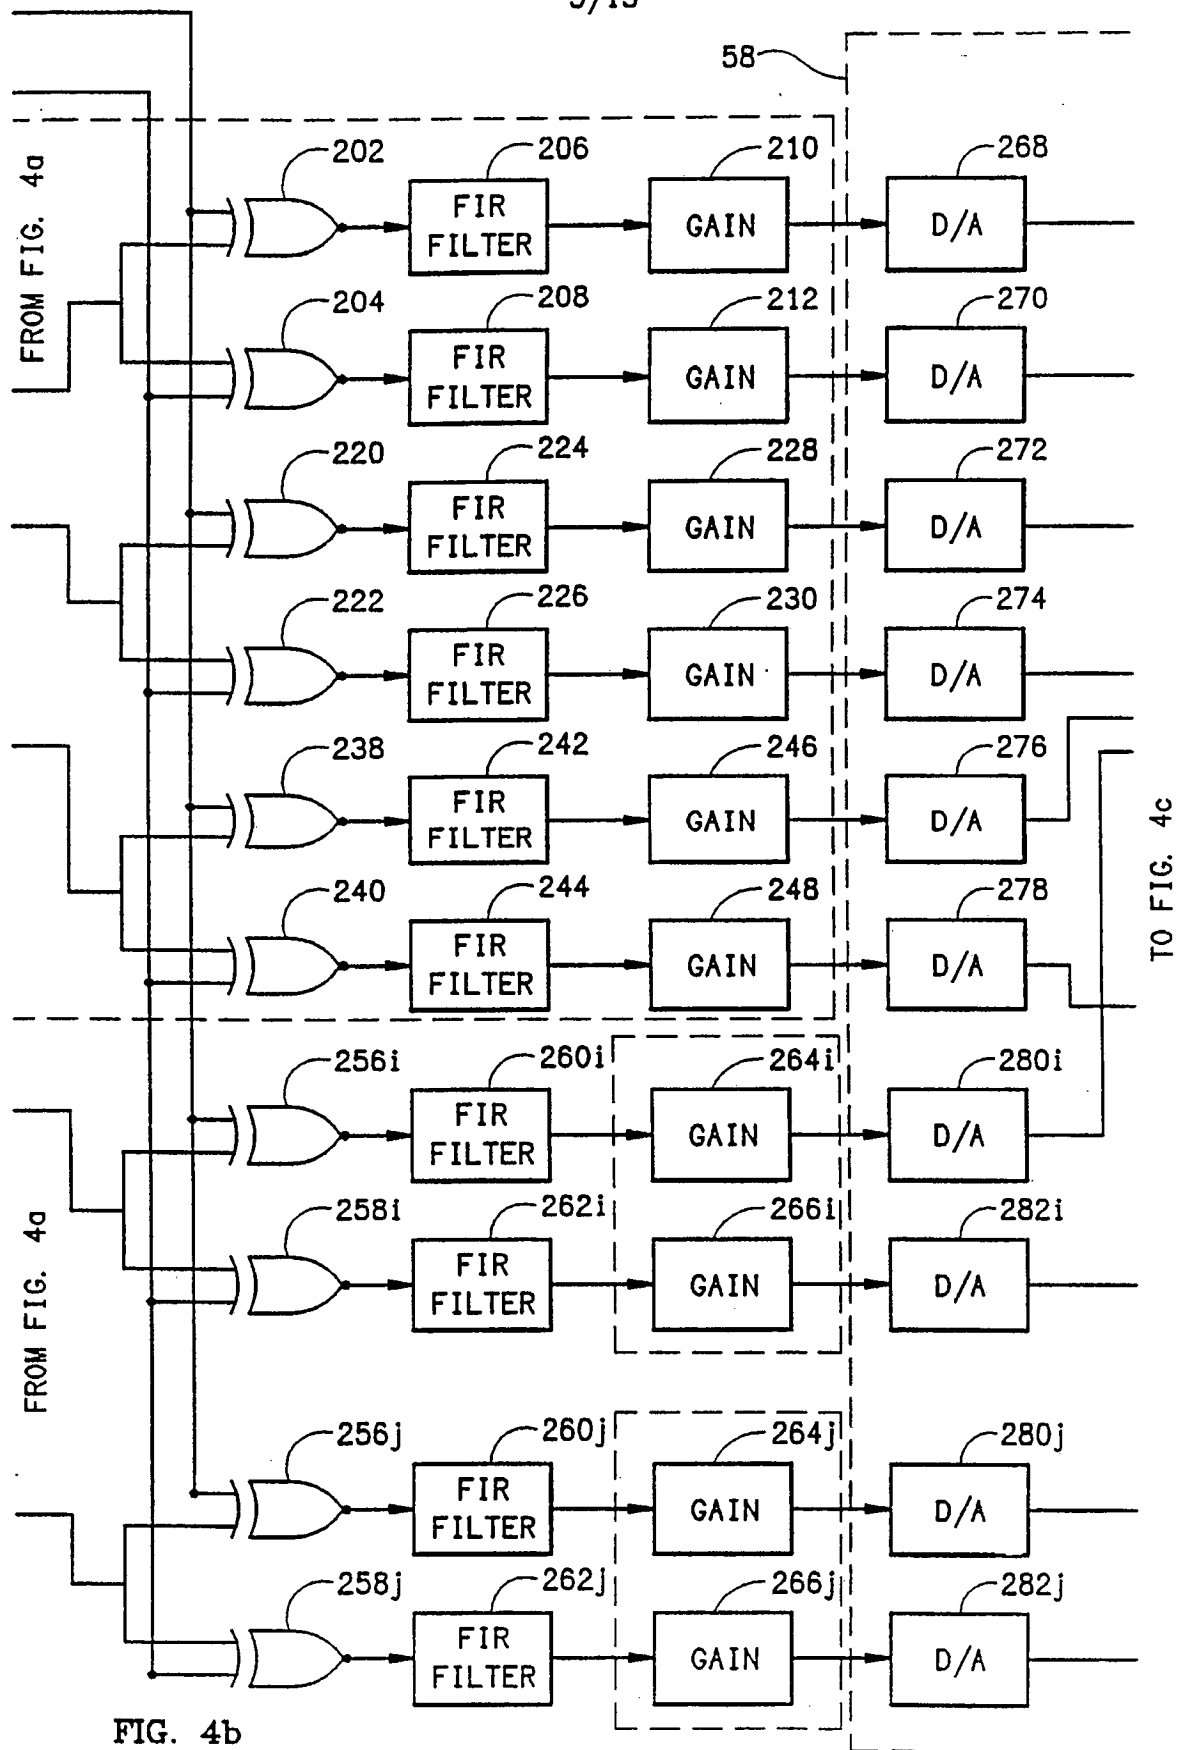 58
FROM FIG. 4a
202 206 210 268
FIR
FILTER
GAIN
D/A
204 208 212 270
FIR
FILTER
GAIN
D/A
220 224 228 272
FIR
FILTER
GAIN
D/A
222 226 230 274
FIR
FILTER
GAIN
D/A
238 242 246 276
FIR
FILTER
GAIN
D/A
TO FIG. 4c
240 244 248 278
FIR
FILTER
GAIN
D/A
FROM FIG. 4a
256i 260i 264i 280i
FIR
FILTER
GAIN
D/A
258i 262i 266i 282i
FIR
FILTER
GAIN
D/A
256j 260j 264j 280j
FIR
FILTER
GAIN
D/A
258j 262j 266j 282j
FIR
FILTER
GAIN
D/A
FIG. 4b